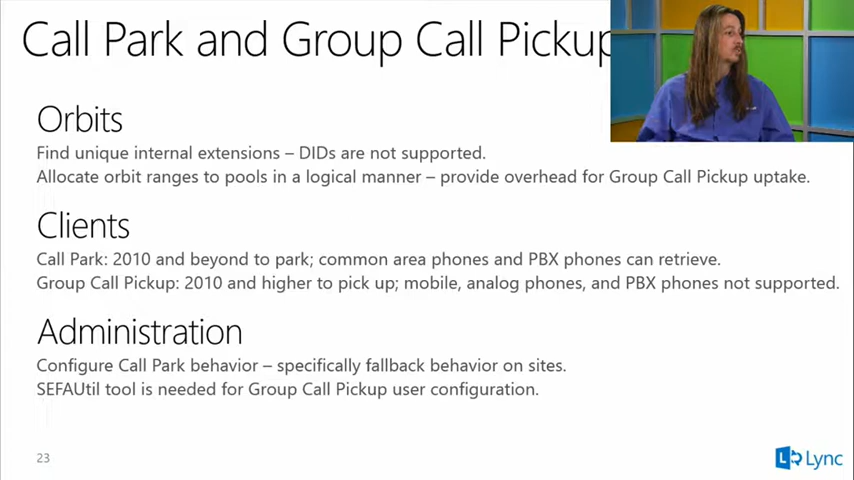 Call Park and Group Call Pickup
Orbits
Find unique internal extensions – DIDs are not supported.
Allocate orbit ranges to pools in a logical manner – provide overhead for Group Call Pickup uptake.
Clients
Call Park: 2010 and beyond to park; common area phones and PBX phones can retrieve.
Group Call Pickup: 2010 and higher to pick up; mobile, analog phones, and PBX phones not supported.
Administration
Configure Call Park behavior – specifically fallback behavior on sites.
SEFAUtil tool is needed for Group Call Pickup user configuration.
23
L Lync